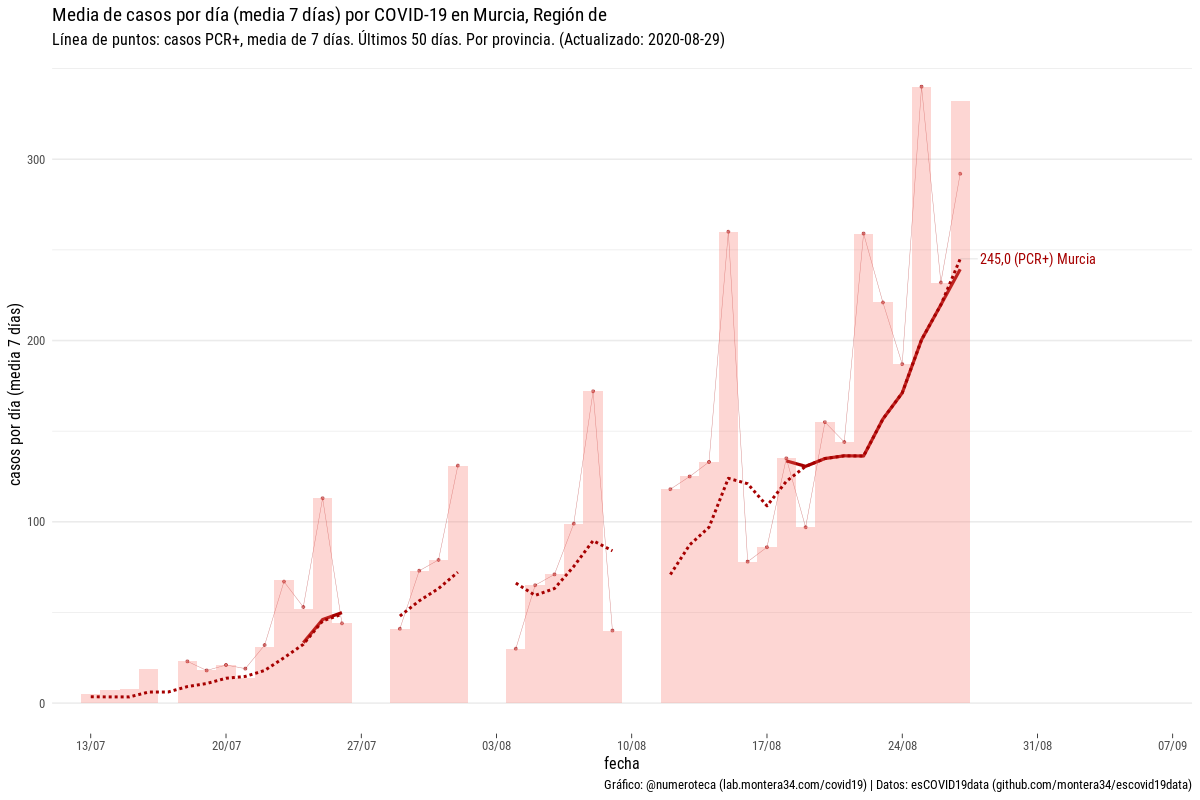 Media de casos por día (media 7 días) por COVID-19 en Murcia, Región de
Línea de puntos: casos PCR+, media de 7 días. Últimos 50 días. Por provincia. (Actualizado: 2020-08-29)
casos por día (media 7 días)
300
200
100
0
245,0 (PCR+) Murcia
13/07 20/07 27/07 03/08 10/08 17/08 24/08 31/08 07/09
fecha
Gráfico: @numeroteca (lab.montera34.com/covid19) | Datos: esCOVID19data (github.com/montera34/escovid19data)